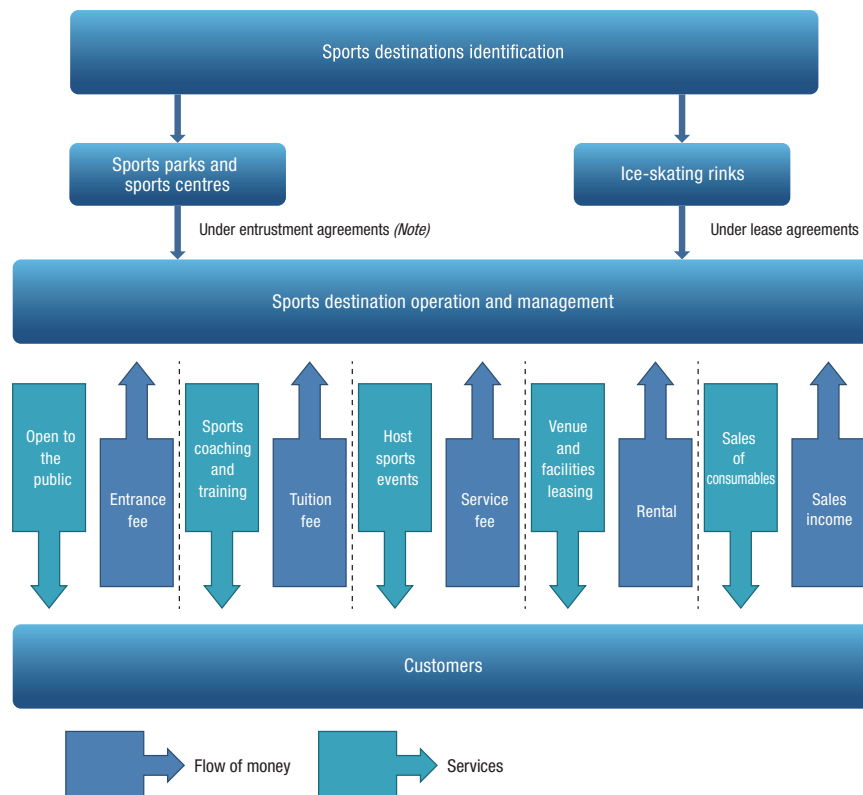 Sports destinations identification
Sports parks and
sports centres
Ice-skating rinks
Under entrustment agreements (Note)
Under lease agreements
Sports destination operation and management
Open to
the
public
Entrance
fee
Sports
coaching
and
training
Tuition
fee
Host
sports
events
Service
fee
Venue
and
facilities
leasing
Rental
Sales
of
consumables
Sales
income
Customers
Flow of money
Services